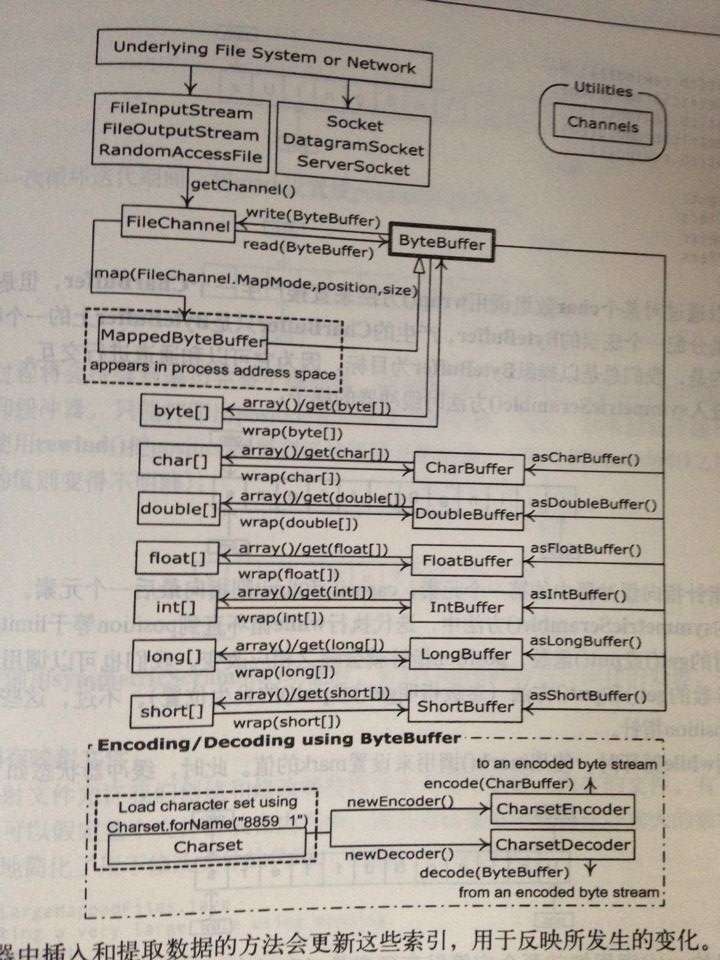 Underlying File System or Network
Utilities
Channels
FileInputStream
FileOutputStream
RandomAccessFile
Socket
DatagramSocket
ServerSocket
getChannel()
FileChannel
write(ByteBuffer)
read(ByteBuffer)
ByteBuffer
map(FileChannel.MapMode,position,size)
MappedByteBuffer
appears in process address space
byte[]
array()/get(byte[])
wrap(byte[])
char[]
array()/get(char[])
wrap(char[])
CharBuffer
asCharBuffer()
double[]
array()/get(double[])
wrap(double[])
DoubleBuffer
asDoubleBuffer()
float[]
array()/get(float[])
wrap(float[])
FloatBuffer
asFloatBuffer()
int[]
array()/get(int[])
wrap(int[])
IntBuffer
asIntBuffer()
long[]
array()/get(long[])
wrap(long[])
LongBuffer
asLongBuffer()
short[]
array()/get(short[])
wrap(short[])
ShortBuffer
asShortBuffer()
Encoding/Decoding using ByteBuffer
to an encoded byte stream
encode(CharBuffer)
Load character set using
Charset.forName("8859_1")
Charset
newEncoder()
CharsetEncoder
newDecoder()
CharsetDecoder
decode(ByteBuffer)
from an encoded byte stream
器中插入和提取数据的方法会更新这些索引，用于反映所发生的变化。